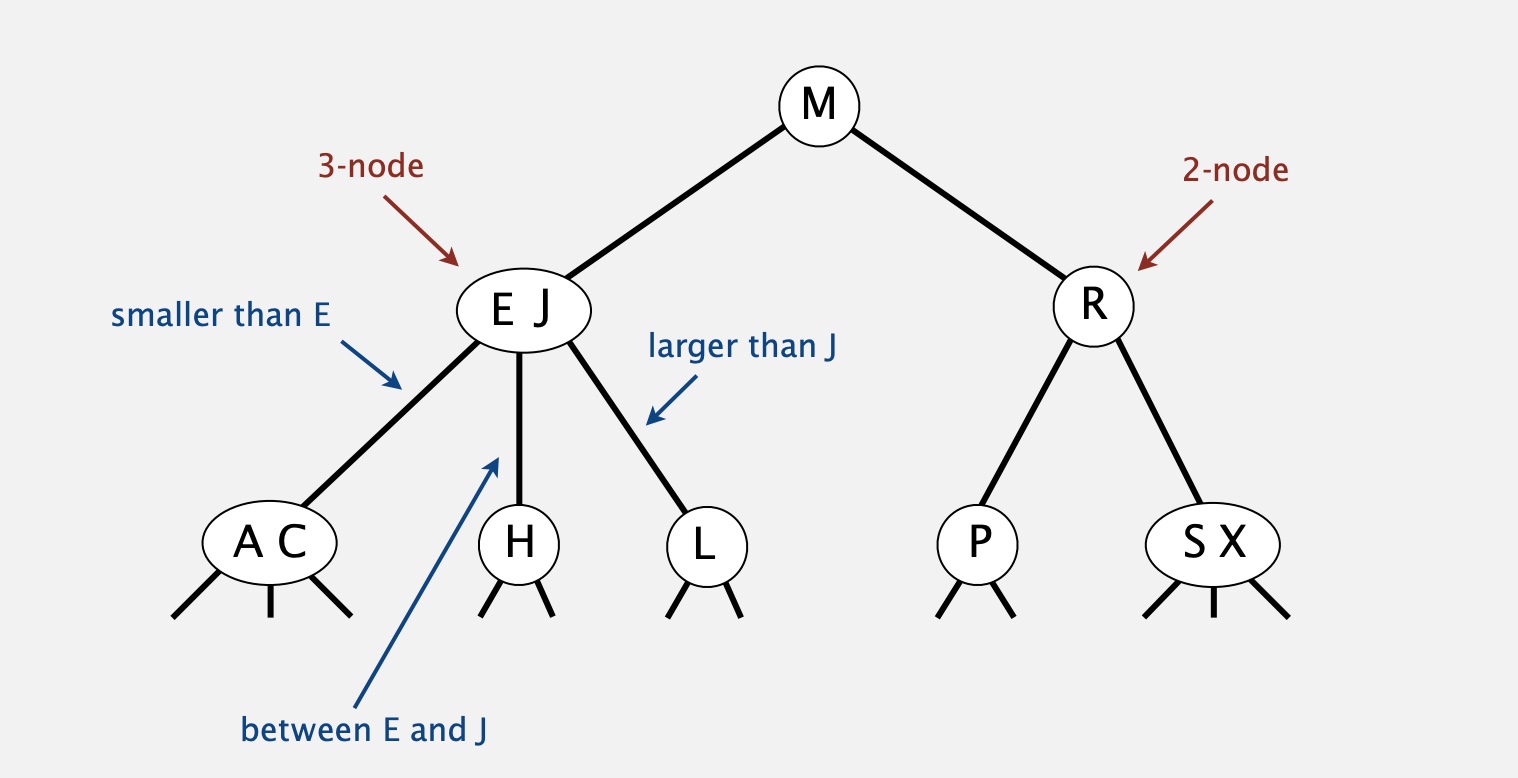 M
3-node
2-node
E J
R
smaller than E
larger than J
A C
H
L
P
S X
between E and J